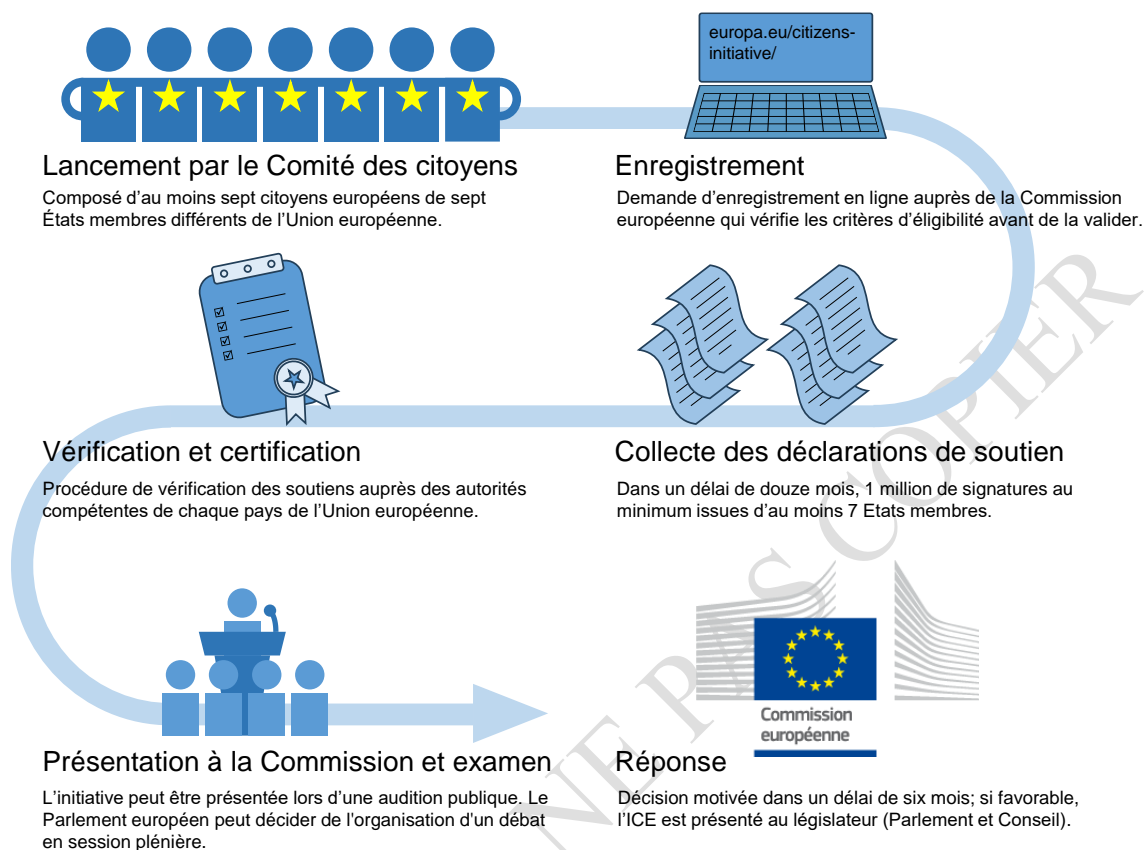 europa.eu/citizens-
initiative/
Lancement par le Comité des citoyens
Composé d'au moins sept citoyens européens de sept
États membres différents de l'Union européenne.
Enregistrement
Demande d'enregistrement en ligne auprès de la Commission
européenne qui vérifie les critères d'éligibilité avant de la valider.
Vérification et certification
Procédure de vérification des soutiens auprès des autorités
compétentes de chaque pays de l'Union européenne.
Collecte des déclarations de soutien
Dans un délai de douze mois, 1 million de signatures au
minimum issues d'au moins 7 Etats membres.
Présentation à la Commission et examen
L'initiative peut être présentée lors d'une audition publique. Le
Parlement européen peut décider de l'organisation d'un débat
en session plénière.
Commission
européenne
Réponse
Décision motivée dans un délai de six mois; si favorable,
l'ICE est présenté au législateur (Parlement et Conseil).
NE PAS COPIER